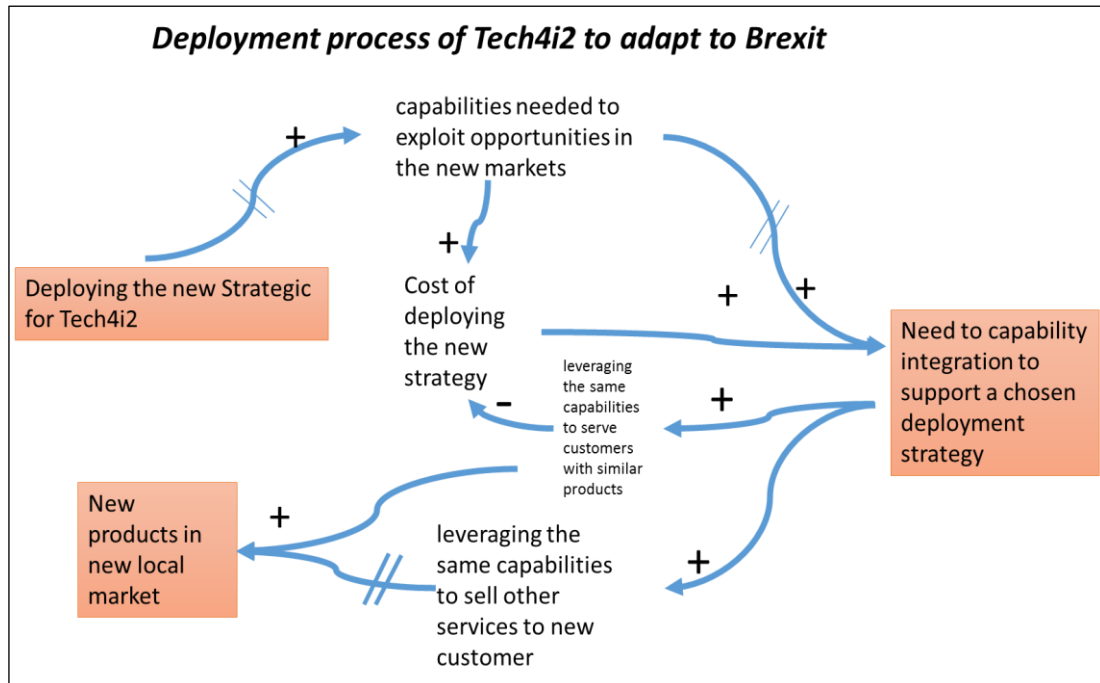 Deployment process of Tech4i2 to adapt to Brexit
capabilities needed to
exploit opportunities in
the new markets
+
+
Deploying the new Strategic
for Tech4i2
Cost of
deploying
the new
strategy
+
+
Need to capability
integration to
support a chosen
deployment
strategy
leveraging
the same
capabilities
to serve
customers
with similar
products
-
+
New
products in
new local
market
+
leveraging the
same capabilities
to sell other
services to new
customer
+